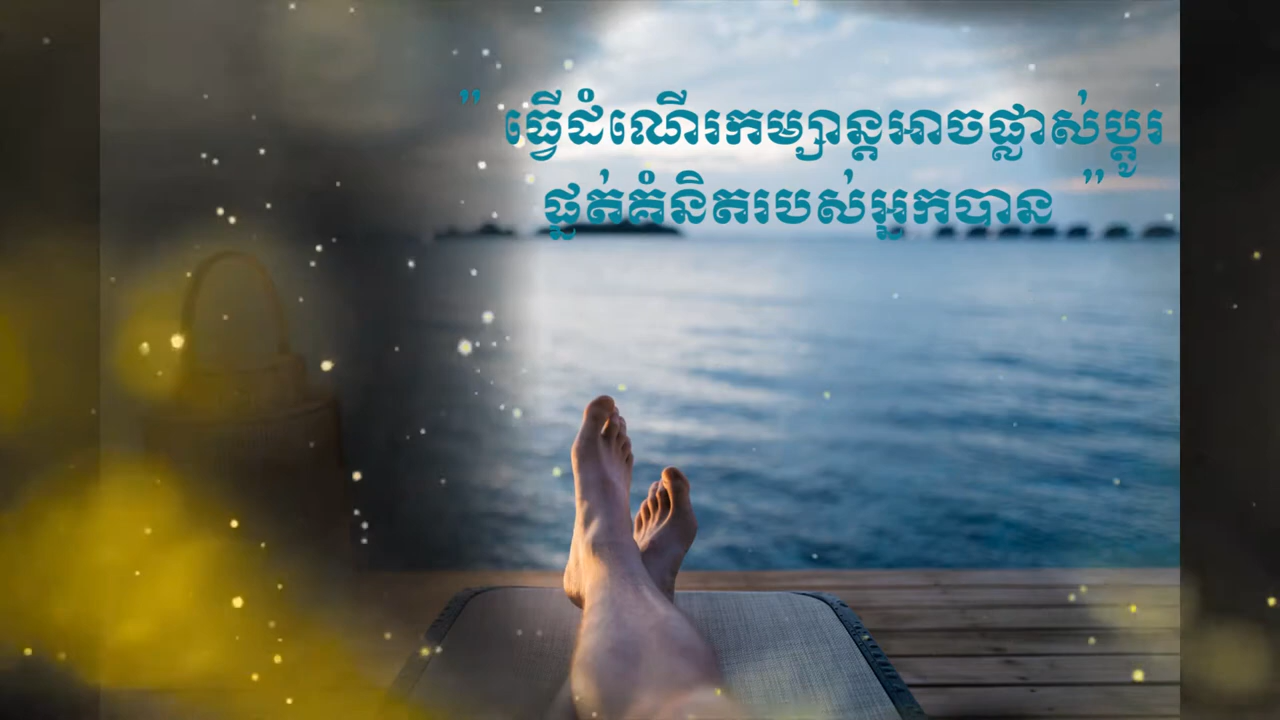 " ធ្វើដំណើរកម្សាន្តអាចផ្លាស់ប្តូរ
ផ្នត់គំនិតរបស់អ្នកបាន "